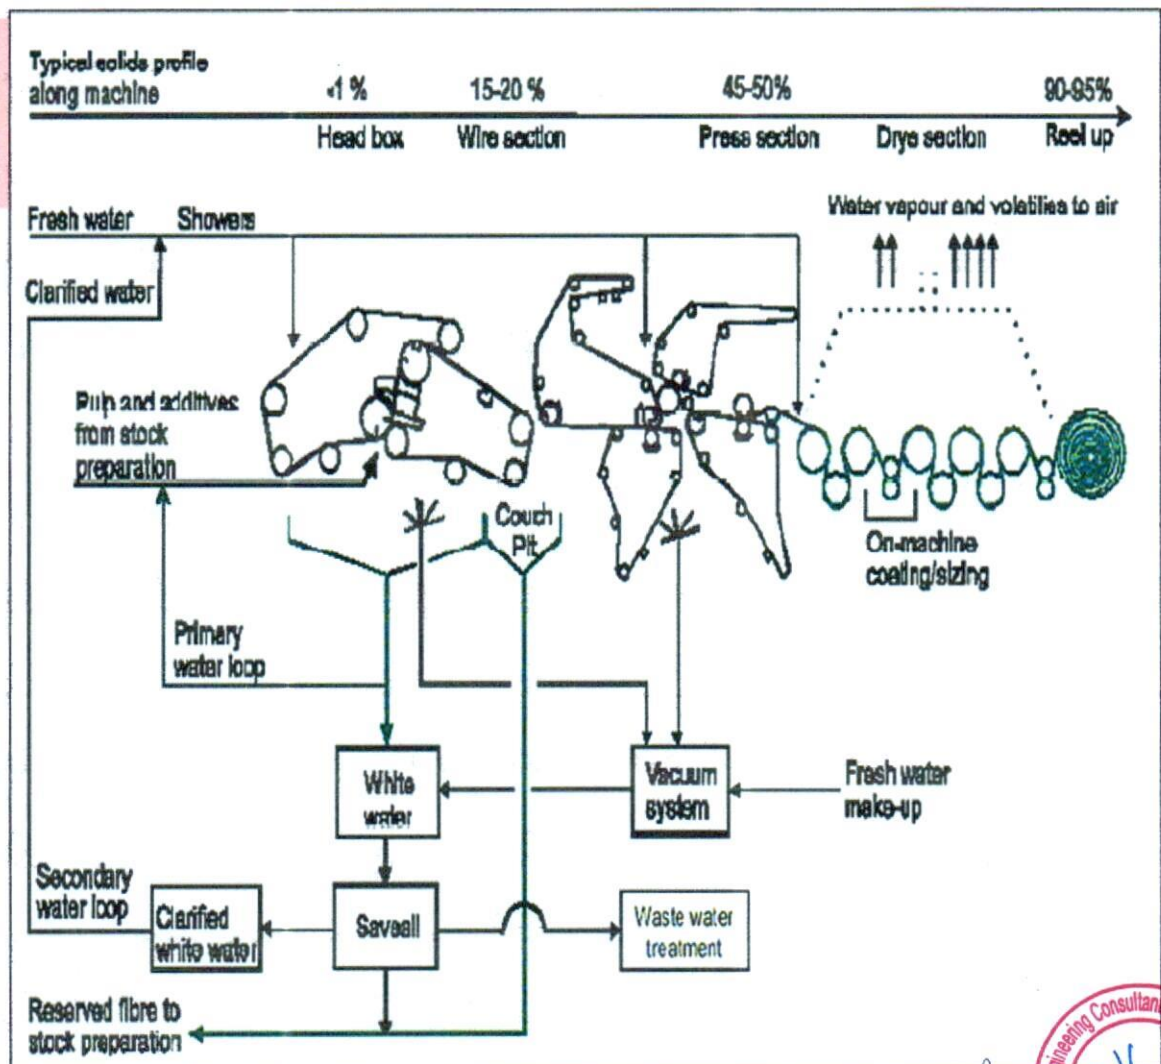 Typical solids profile
along machine
<1 %
15-20 %
45-50%
90-95%
Head box
Wire section
Press section
Drye section
Reel up
Fresh water
Showers
Water vapour and volatilies to air
Clarified water
Pulp and additives
from stock
preparation
Couch
Pit
On-machine
coating/sizing
Primary
water loop
White
water
Vacuum
system
Fresh water
make-up
Secondary
water loop
Clarified
white water
Saveall
Waste water
treatment
Reserved fibre to
stock preparation